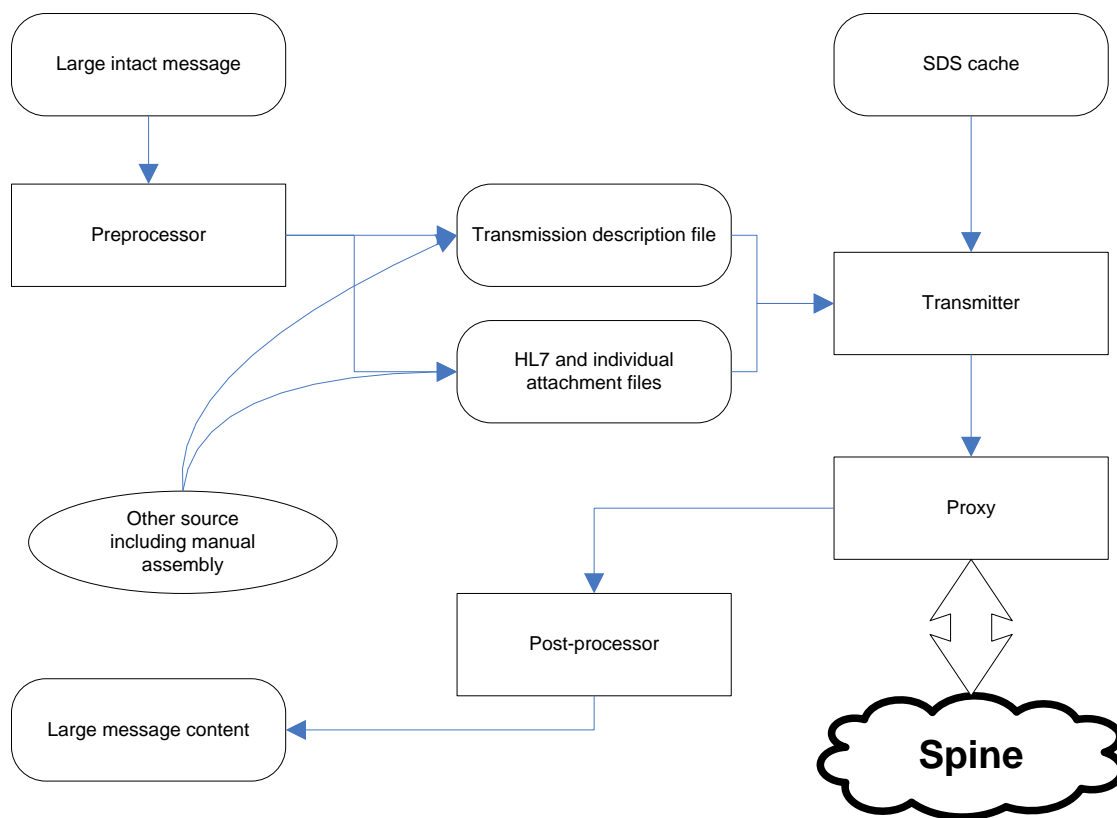 Large intact message
SDS cache
Preprocessor
Transmission description file
Transmitter
HL7 and individual
attachment files
Other source
including manual
assembly
Proxy
Post-processor
Large message content
Spine